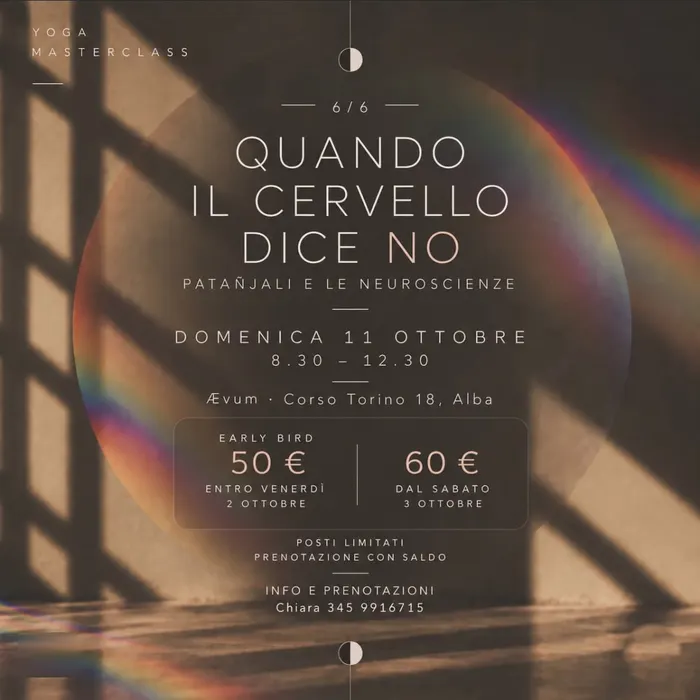 YOGA
MASTERCLASS
6/6
QUANDO
IL CERVELLO
DICE NO
PATAÑJALI E LE NEUROSCIENZE
DOMENICA 11 OTTOBRE
8.30 – 12.30
Ævum · Corso Torino 18, Alba
EARLY BIRD
50 €
ENTRO VENERDÌ
2 OTTOBRE
60 €
DAL SABATO
3 OTTOBRE
POSTI LIMITATI
PRENOTAZIONE CON SALDO
INFO E PRENOTAZIONI
Chiara 345 9916715